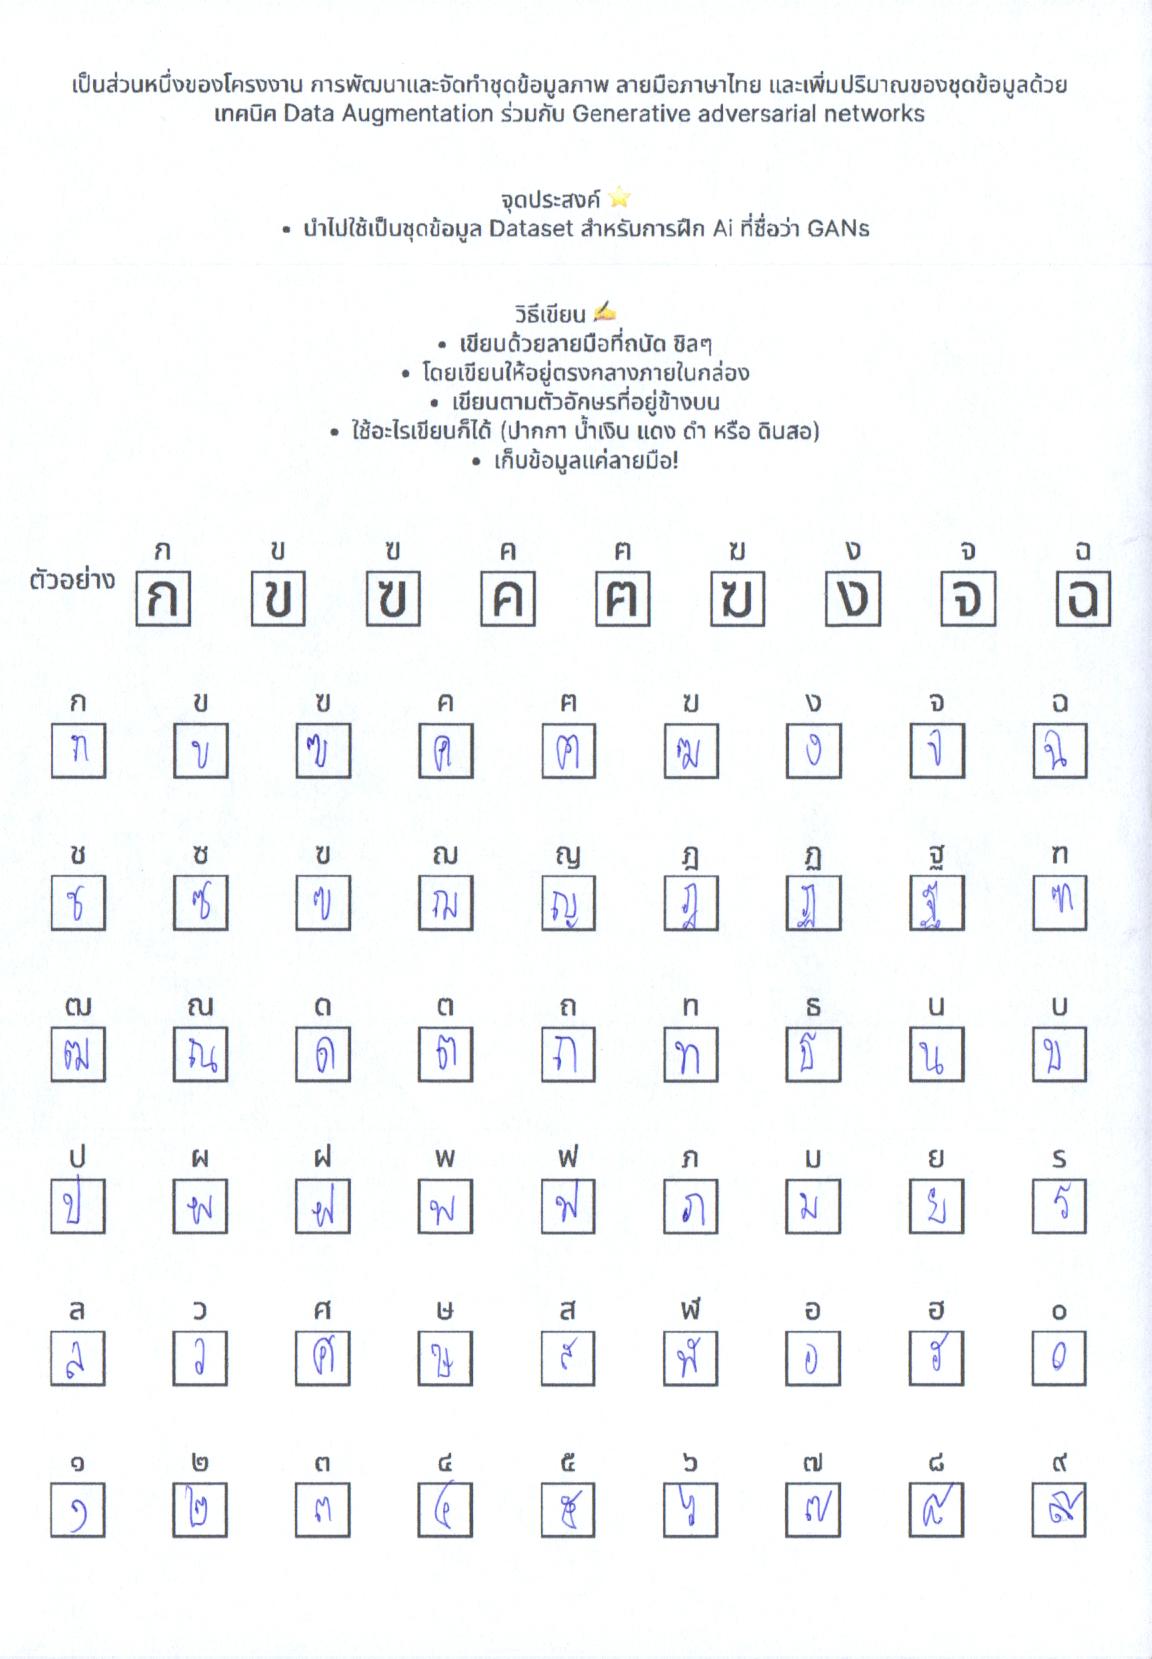 เป็นส่วนหนึ่งของโครงงาน การพัฒนาและจัดทำชุดข้อมูลภาพ ลายมือภาษาไทย และเพิ่มปริมาณของชุดข้อมูลด้วย
เทคนิค Data Augmentation ร่วมกับ Generative adversarial networks
จุดประสงค์ ⭐
• นำไปใช้เป็นชุดข้อมูล Dataset สำหรับการฝึก Ai ที่ชื่อว่า GANs
วิธีเขียน ✍
• เขียนด้วยลายมือที่ถนัด ชิลๆ
• โดยเขียนให้อยู่ตรงกลางภายในกล่อง
• เขียนตามตัวอักษรที่อยู่ข้างบน
• ใช้อะไรเขียนก็ได้ (ปากกา น้ำเงิน แดง ดำ หรือ ดินสอ)
• เก็บข้อมูลแค่ลายมือ!
ก ข ฃ ค ฅ ฆ ง จ ฉ
ตัวอย่าง ก ข ฃ ค ฅ ฆ ง จ ฉ
ก ข ฃ ค ฅ ฆ ง จ ฉ
ก ข ฃ ค ฅ ฆ ง จ ฉ
ช ซ ฃ ฌ ญ ฎ ฏ ฐ ฑ
ช ซ ฃ ฌ ญ ฎ ฏ ฐ ฑ
ฒ ณ ด ต ถ ท ธ น บ
ฒ ณ ด ต ถ ท ธ น บ
ป ผ ฝ พ ฟ ภ ม ย ร
ป ผ ฝ พ ฟ ภ ม ย ร
ล ว ศ ษ ส ฬ อ ฮ ๐
ล ว ศ ษ ส ฬ อ ฮ ๐
๑ ๒ ๓ ๔ ๕ ๖ ๗ ๘ ๙
๑ ๒ ๓ ๔ ๕ ๖ ๗ ๘ ๙